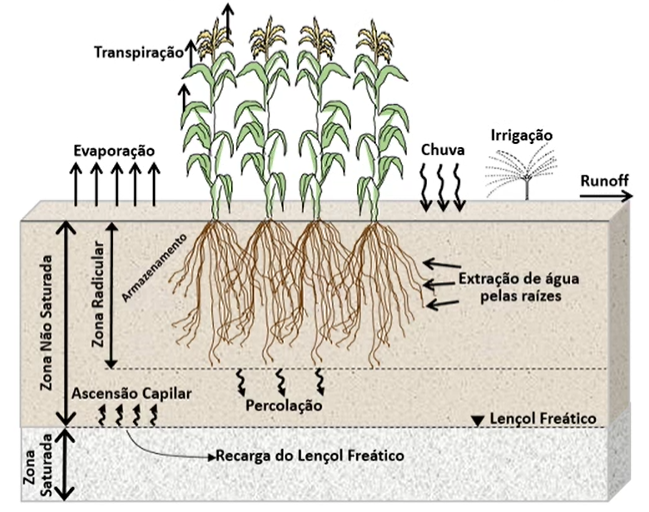 Transpiração
Evaporação
Chuva
Irrigação
Runoff
Zona Não Saturada
Zona Radicular
Armazenamento
Extração de água
pelas raízes
Ascensão Capilar
Percolação
Lençol Freático
Zona
Saturada
Recarga do Lençol Freático